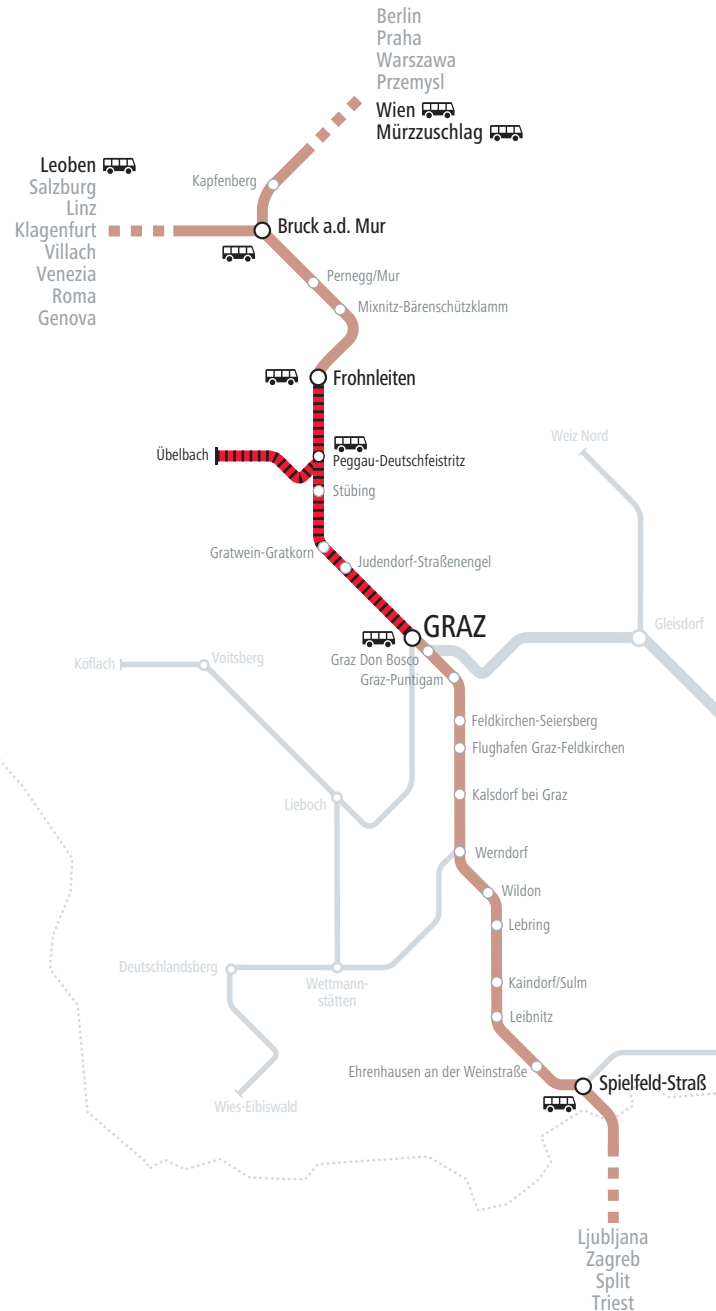 Berlin
Praha
Warszawa
Przemysl
Wien
Mürzzuschlag
Leoben
Salzburg
Linz
Klagenfurt
Villach
Venezia
Roma
Genova
Kapfenberg
Bruck a.d. Mur
Pernegg/Mur
Mixnitz-Bärenschützklamm
Frohnleiten
Übelbach
Peggau-Deutschfeistritz
Weiz Nord
Stübing
Gratwein-Gratkorn
Judendorf-Straßenengel
GRAZ
Gleisdorf
Graz Don Bosco
Köflach
Voitsberg
Graz-Puntigam
Feldkirchen-Seiersberg
Flughafen Graz-Feldkirchen
Kalsdorf bei Graz
Lieboch
Werndorf
Wildon
Lebring
Deutschlandsberg
Wettmann-
stätten
Kaindorf/Sulm
Leibnitz
Ehrenhausen an der Weinstraße
Spielfeld-Straß
Wies-Eibiswald
Ljubljana
Zagreb
Split
Triest